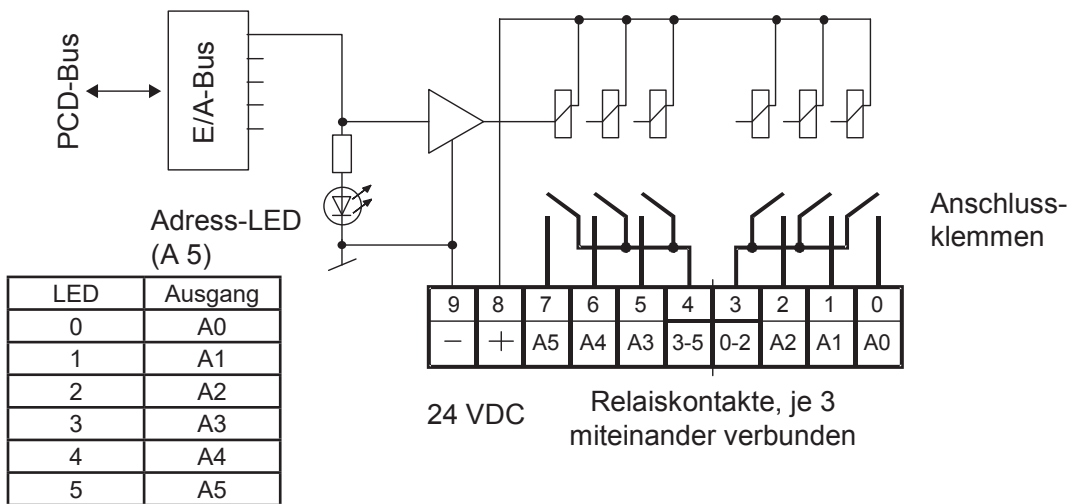 PCD-Bus
E/A-Bus
Adress-LED
(A 5)
Anschluss-
klemmen
LED Ausgang
0 A0
1 A1
2 A2
3 A3
4 A4
5 A5
9 8 7 6 5 4 3 2 1 0
− + A5 A4 A3 3-5 0-2 A2 A1 A0
24 VDC
Relaiskontakte, je 3
miteinander verbunden